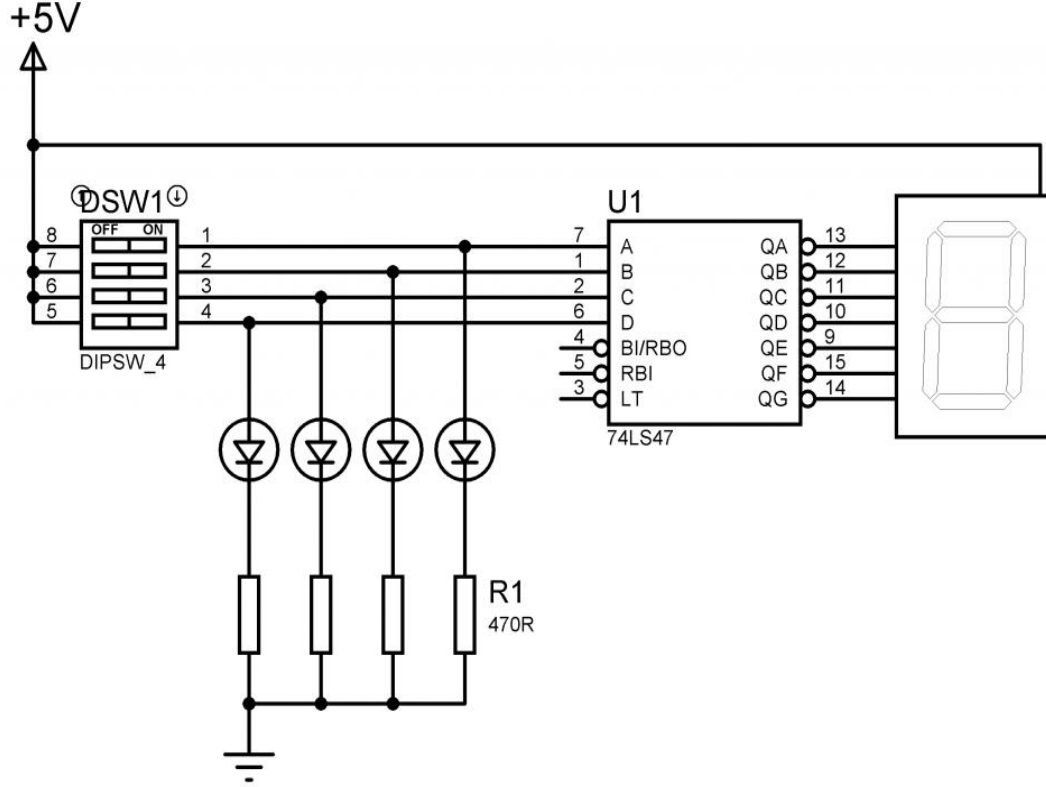 +5V
DSW1
OFF ON
8 1
7 2
6 3
5 4
DIPSW_4
U1
7 A QA 13
1 B QB 12
2 C QC 11
6 D QD 10
4 BI/RBO QE 9
5 RBI QF 15
3 LT QG 14
74LS47
R1
470R